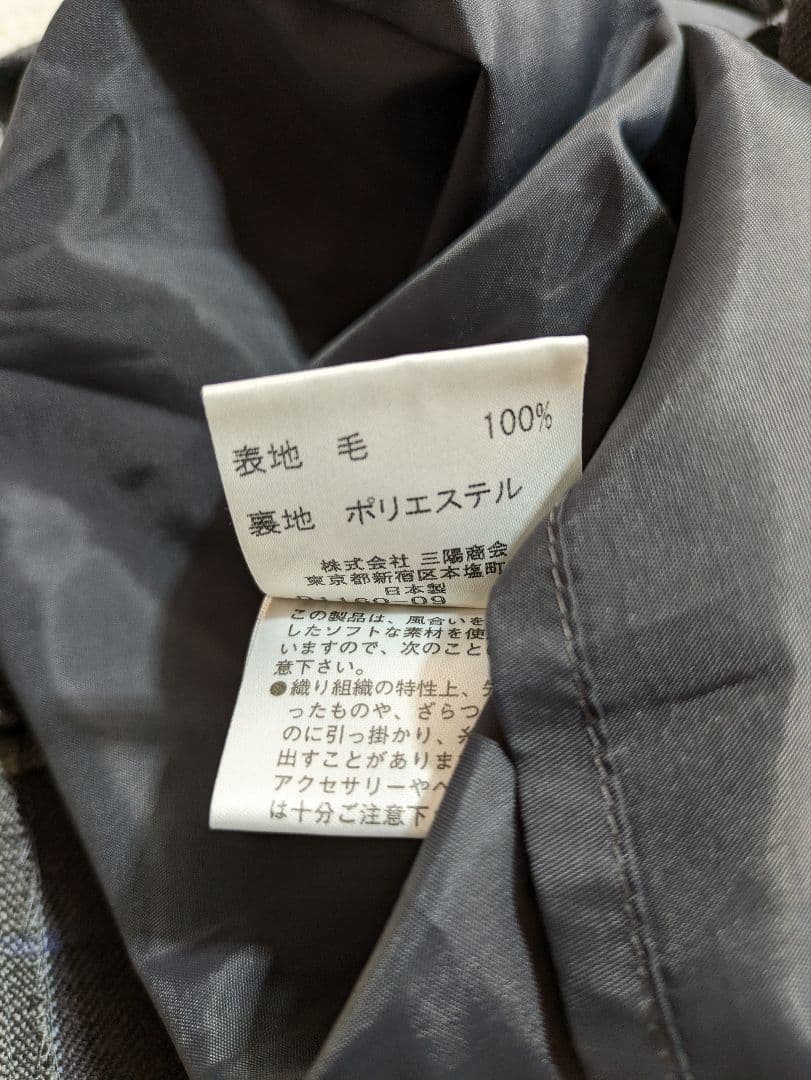 表地 毛 100%
裏地 ポリエステル
株式会社 三陽商会
東京都新宿区本塩町
日本製
この製品は、風合いを
したソフトな素材を使
いますので、次のこと
意下さい。
●織り組織の特性上、
ったものや、ざらつ
のに引っ掛かり、糸
出すことがありま
アクセサリーやベ
は十分ご注意下